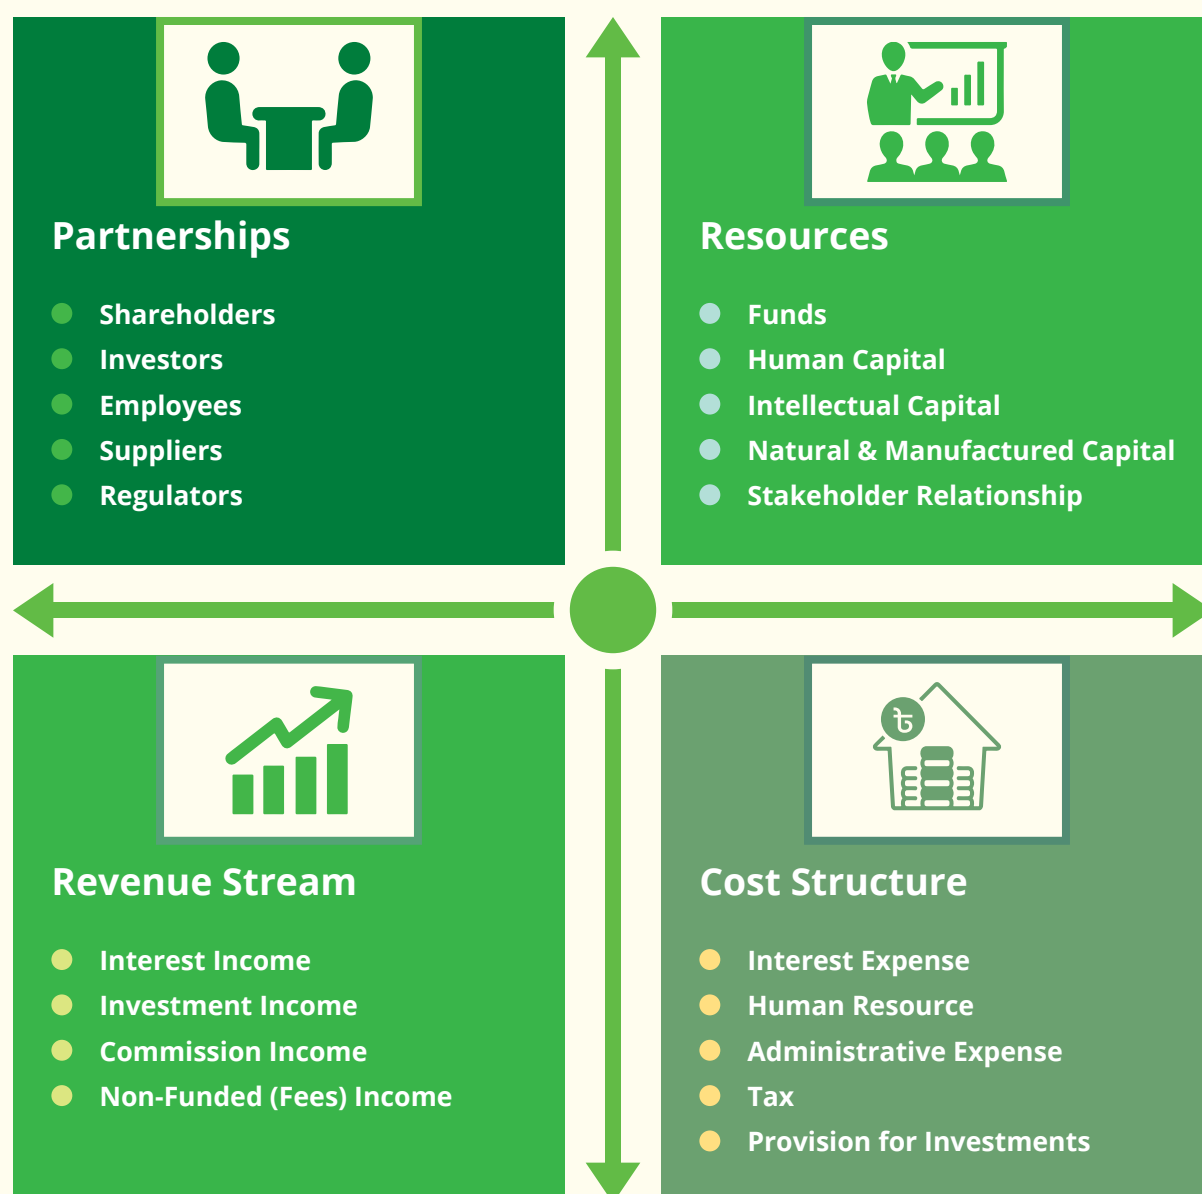 Partnerships
Shareholders
Investors
Employees
Suppliers
Regulators
Resources
Funds
Human Capital
Intellectual Capital
Natural & Manufactured Capital
Stakeholder Relationship
Revenue Stream
Interest Income
Investment Income
Commission Income
Non-Funded (Fees) Income
৳
Cost Structure
Interest Expense
Human Resource
Administrative Expense
Tax
Provision for Investments